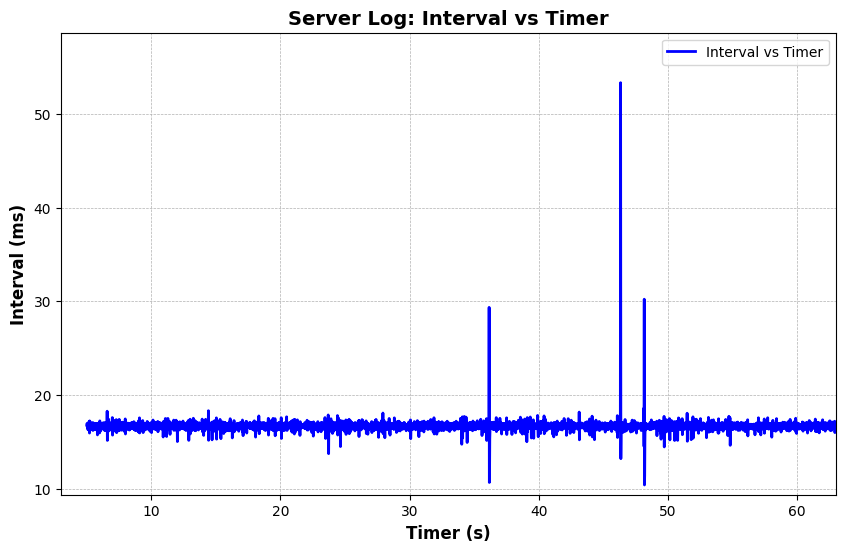 Server Log: Interval vs Timer
Interval vs Timer
50
40
30
20
10
Interval (ms)
10 20 30 40 50 60
Timer (s)